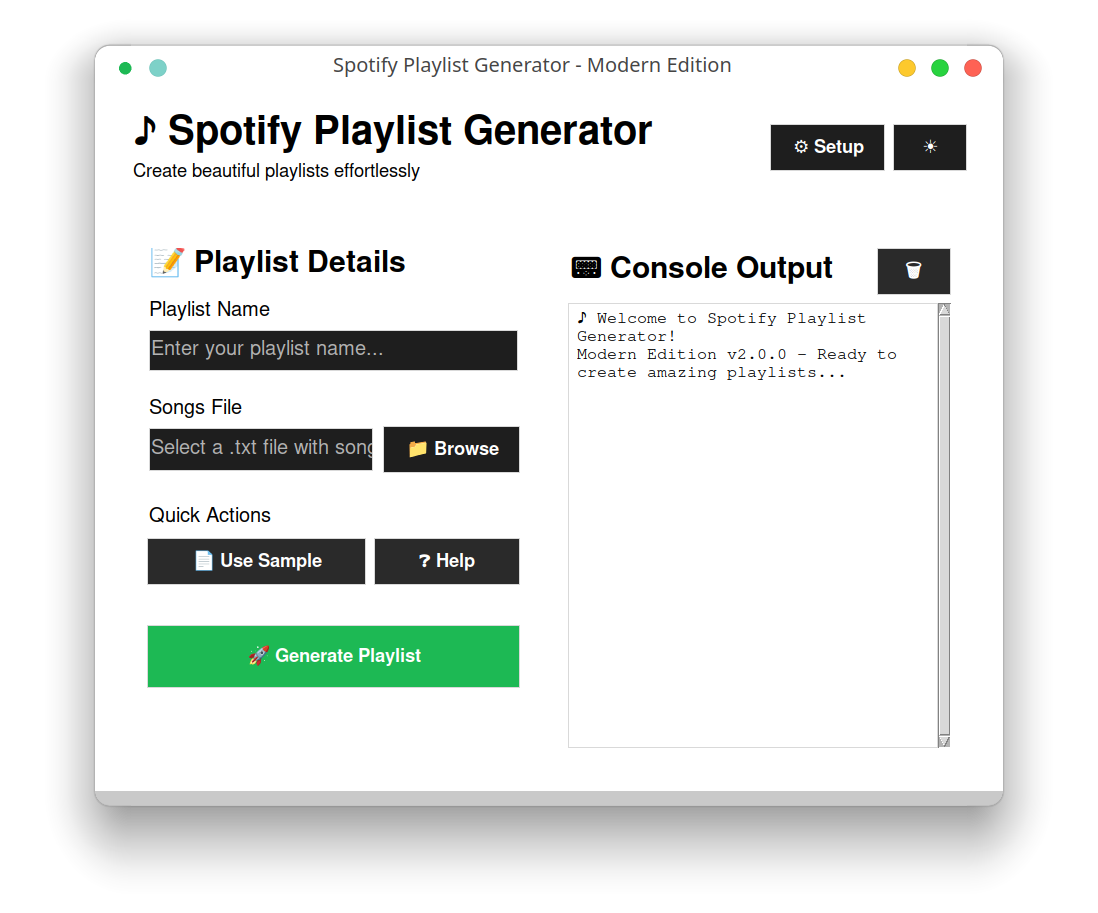 Spotify Playlist Generator - Modern Edition
♪ Spotify Playlist Generator
Create beautiful playlists effortlessly
⚙ Setup
☀
📝 Playlist Details
Playlist Name
Enter your playlist name...
Songs File
Select a .txt file with song
📁 Browse
Quick Actions
📄 Use Sample
? Help
🚀 Generate Playlist
📟 Console Output
🗑
♪ Welcome to Spotify Playlist
Generator!
Modern Edition v2.0.0 - Ready to
create amazing playlists...